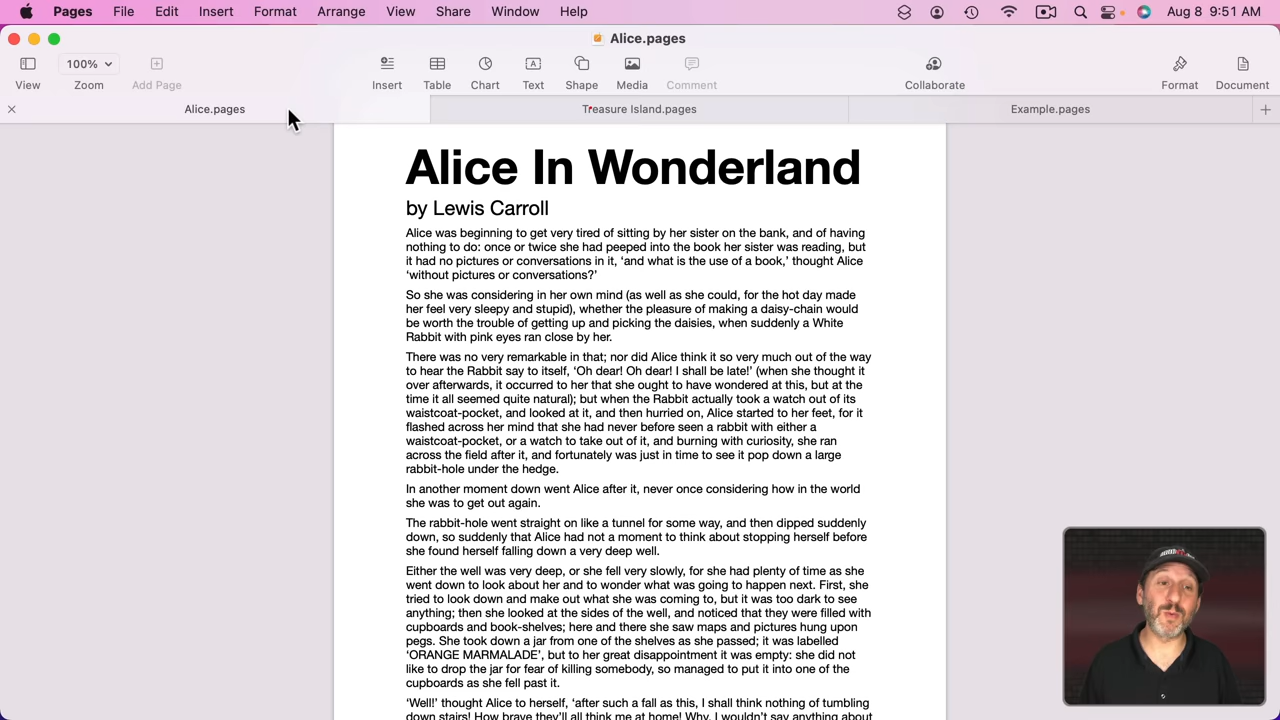 Pages File Edit Insert Format Arrange View Share Window Help Aug 8 9:51 AM
Alice.pages
100%
View Zoom Add Page Insert Table Chart Text Shape Media Comment Collaborate Format Document
Alice.pages Treasure Island.pages Example.pages
Alice In Wonderland
by Lewis Carroll
Alice was beginning to get very tired of sitting by her sister on the bank, and of having
nothing to do: once or twice she had peeped into the book her sister was reading, but
it had no pictures or conversations in it, ‘and what is the use of a book,’ thought Alice
‘without pictures or conversations?’
So she was considering in her own mind (as well as she could, for the hot day made
her feel very sleepy and stupid), whether the pleasure of making a daisy-chain would
be worth the trouble of getting up and picking the daisies, when suddenly a White
Rabbit with pink eyes ran close by her.
There was no very remarkable in that; nor did Alice think it so very much out of the way
to hear the Rabbit say to itself, ‘Oh dear! Oh dear! I shall be late!’ (when she thought it
over afterwards, it occurred to her that she ought to have wondered at this, but at the
time it all seemed quite natural); but when the Rabbit actually took a watch out of its
waistcoat-pocket, and looked at it, and then hurried on, Alice started to her feet, for it
flashed across her mind that she had never before seen a rabbit with either a
waistcoat-pocket, or a watch to take out of it, and burning with curiosity, she ran
across the field after it, and fortunately was just in time to see it pop down a large
rabbit-hole under the hedge.
In another moment down went Alice after it, never once considering how in the world
she was to get out again.
The rabbit-hole went straight on like a tunnel for some way, and then dipped suddenly
down, so suddenly that Alice had not a moment to think about stopping herself before
she found herself falling down a very deep well.
Either the well was very deep, or she fell very slowly, for she had plenty of time as she
went down to look about her and to wonder what was going to happen next. First, she
tried to look down and make out what she was coming to, but it was too dark to see
anything; then she looked at the sides of the well, and noticed that they were filled with
cupboards and book-shelves; here and there she saw maps and pictures hung upon
pegs. She took down a jar from one of the shelves as she passed; it was labelled
‘ORANGE MARMALADE’, but to her great disappointment it was empty: she did not
like to drop the jar for fear of killing somebody, so managed to put it into one of the
cupboards as she fell past it.
‘Well!’ thought Alice to herself, ‘after such a fall as this, I shall think nothing of tumbling
down stairs! How brave they’ll all think me at home! Why, I wouldn’t say anything about